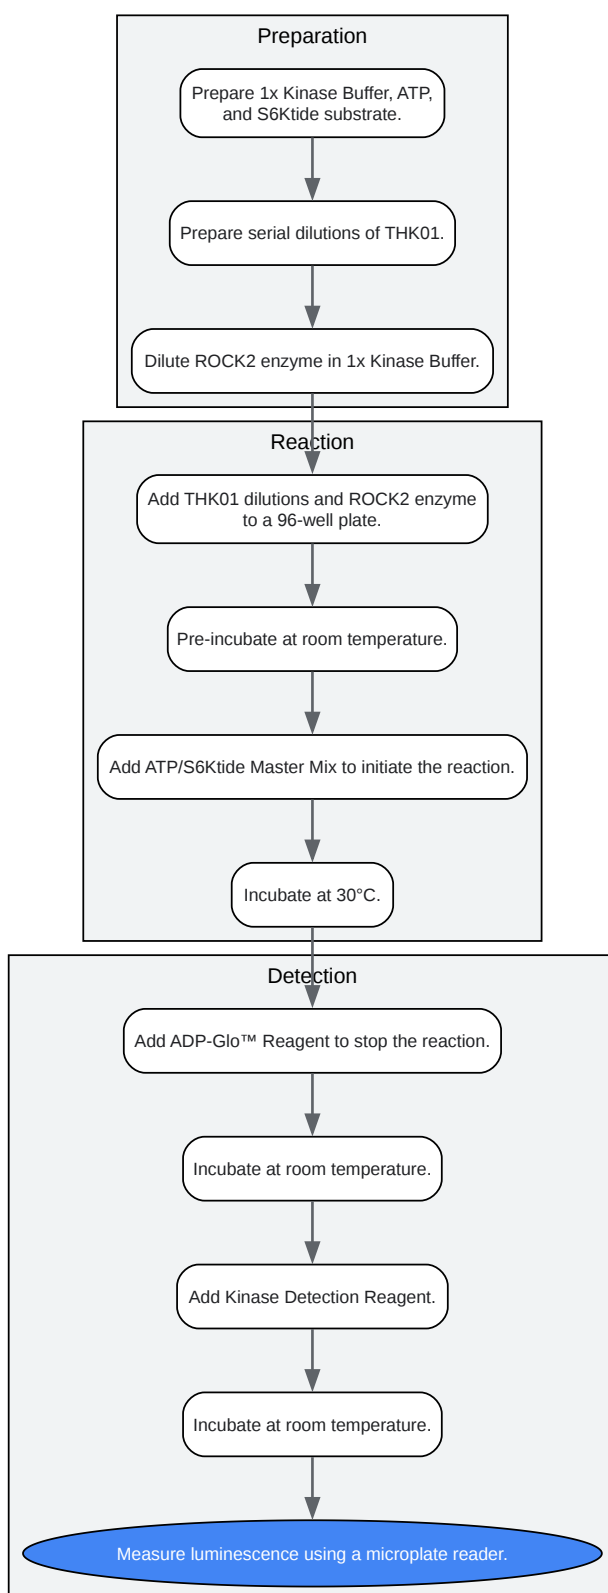 Preparation
Prepare 1x Kinase Buffer, ATP,
and S6Ktide substrate.
Prepare serial dilutions of THK01.
Dilute ROCK2 enzyme in 1x Kinase Buffer.
Reaction
Add THK01 dilutions and ROCK2 enzyme
to a 96-well plate.
Pre-incubate at room temperature.
Add ATP/S6Ktide Master Mix to initiate the reaction.
Incubate at 30°C.
Detection
Add ADP-Glo™ Reagent to stop the reaction.
Incubate at room temperature.
Add Kinase Detection Reagent.
Incubate at room temperature.
Measure luminescence using a microplate reader.